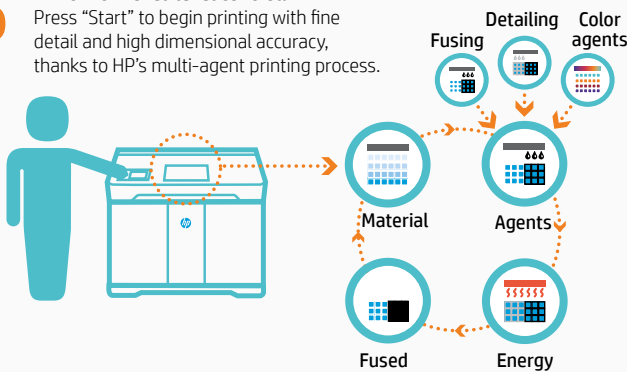 Press “Start” to begin printing with fine
detail and high dimensional accuracy,
thanks to HP’s multi-agent printing process.
Detailing
Color
agents
Fusing
hp
Material
Agents
Fused
Energy